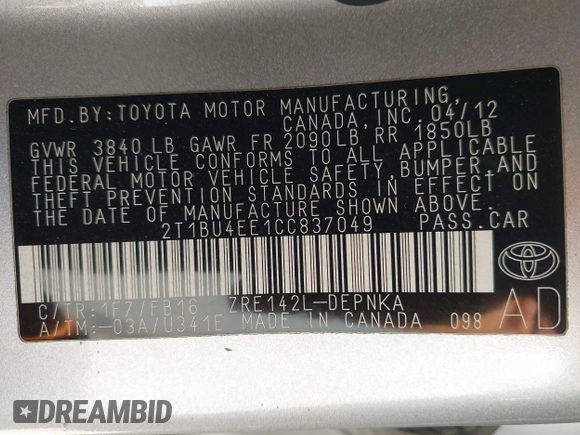 MFD. BY: TOYOTA MOTOR MANUFACTURING
CANADA, INC. 04/12
GVWR 3840 LB GAWR FR 2090LB, RR 1850LB
THIS VEHICLE CONFORMS TO ALL APPLICABLE
FEDERAL MOTOR VEHICLE SAFETY, BUMPER AND
THEFT PREVENTION STANDARDS IN EFFECT ON
THE DATE OF MANUFACTURE SHOWN ABOVE.
2T1BU4EE1CC837049 PASS. CAR
C/TR: 1F7/FB16 ZRE142L-DEPNKA
A/TM: -03A/U341E MADE IN CANADA 098
AD
DREAMBID